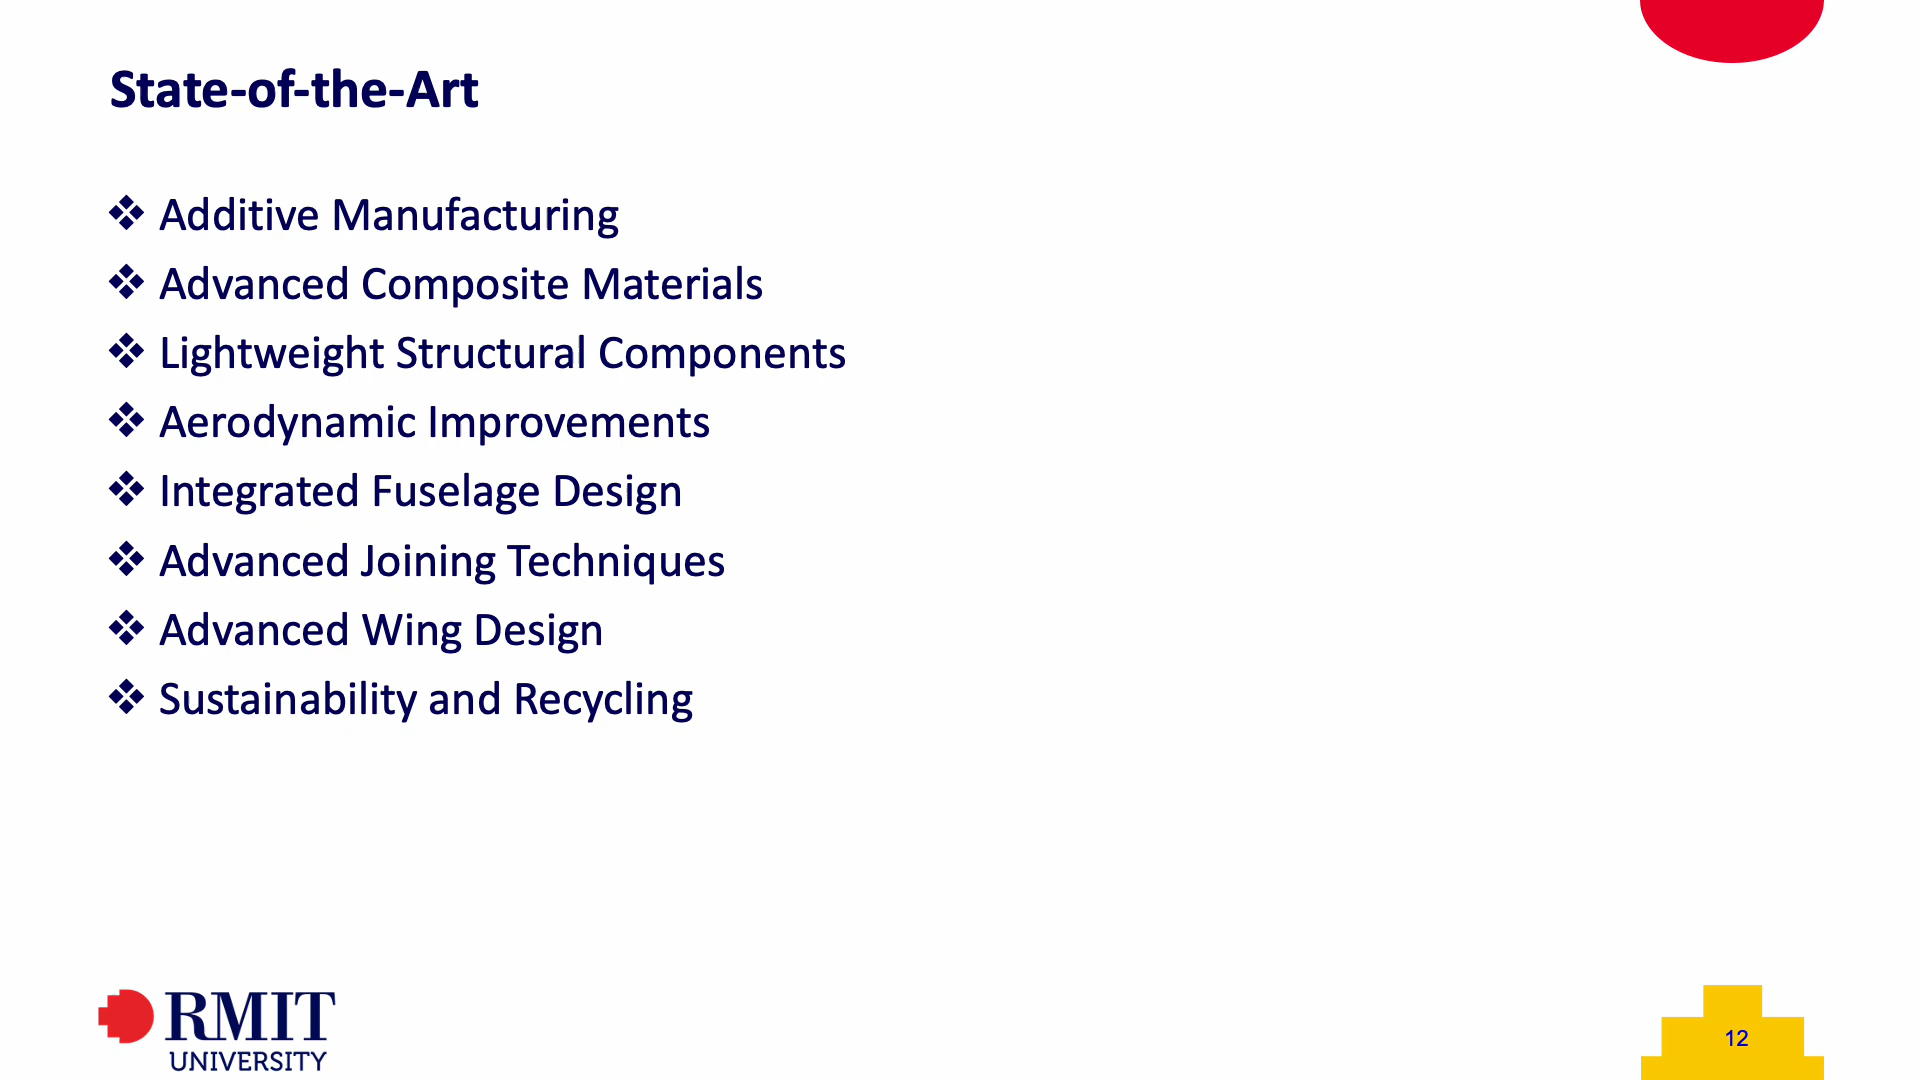 State-of-the-Art
❖ Additive Manufacturing
❖ Advanced Composite Materials
❖ Lightweight Structural Components
❖ Aerodynamic Improvements
❖ Integrated Fuselage Design
❖ Advanced Joining Techniques
❖ Advanced Wing Design
❖ Sustainability and Recycling
RMIT
UNIVERSITY
12